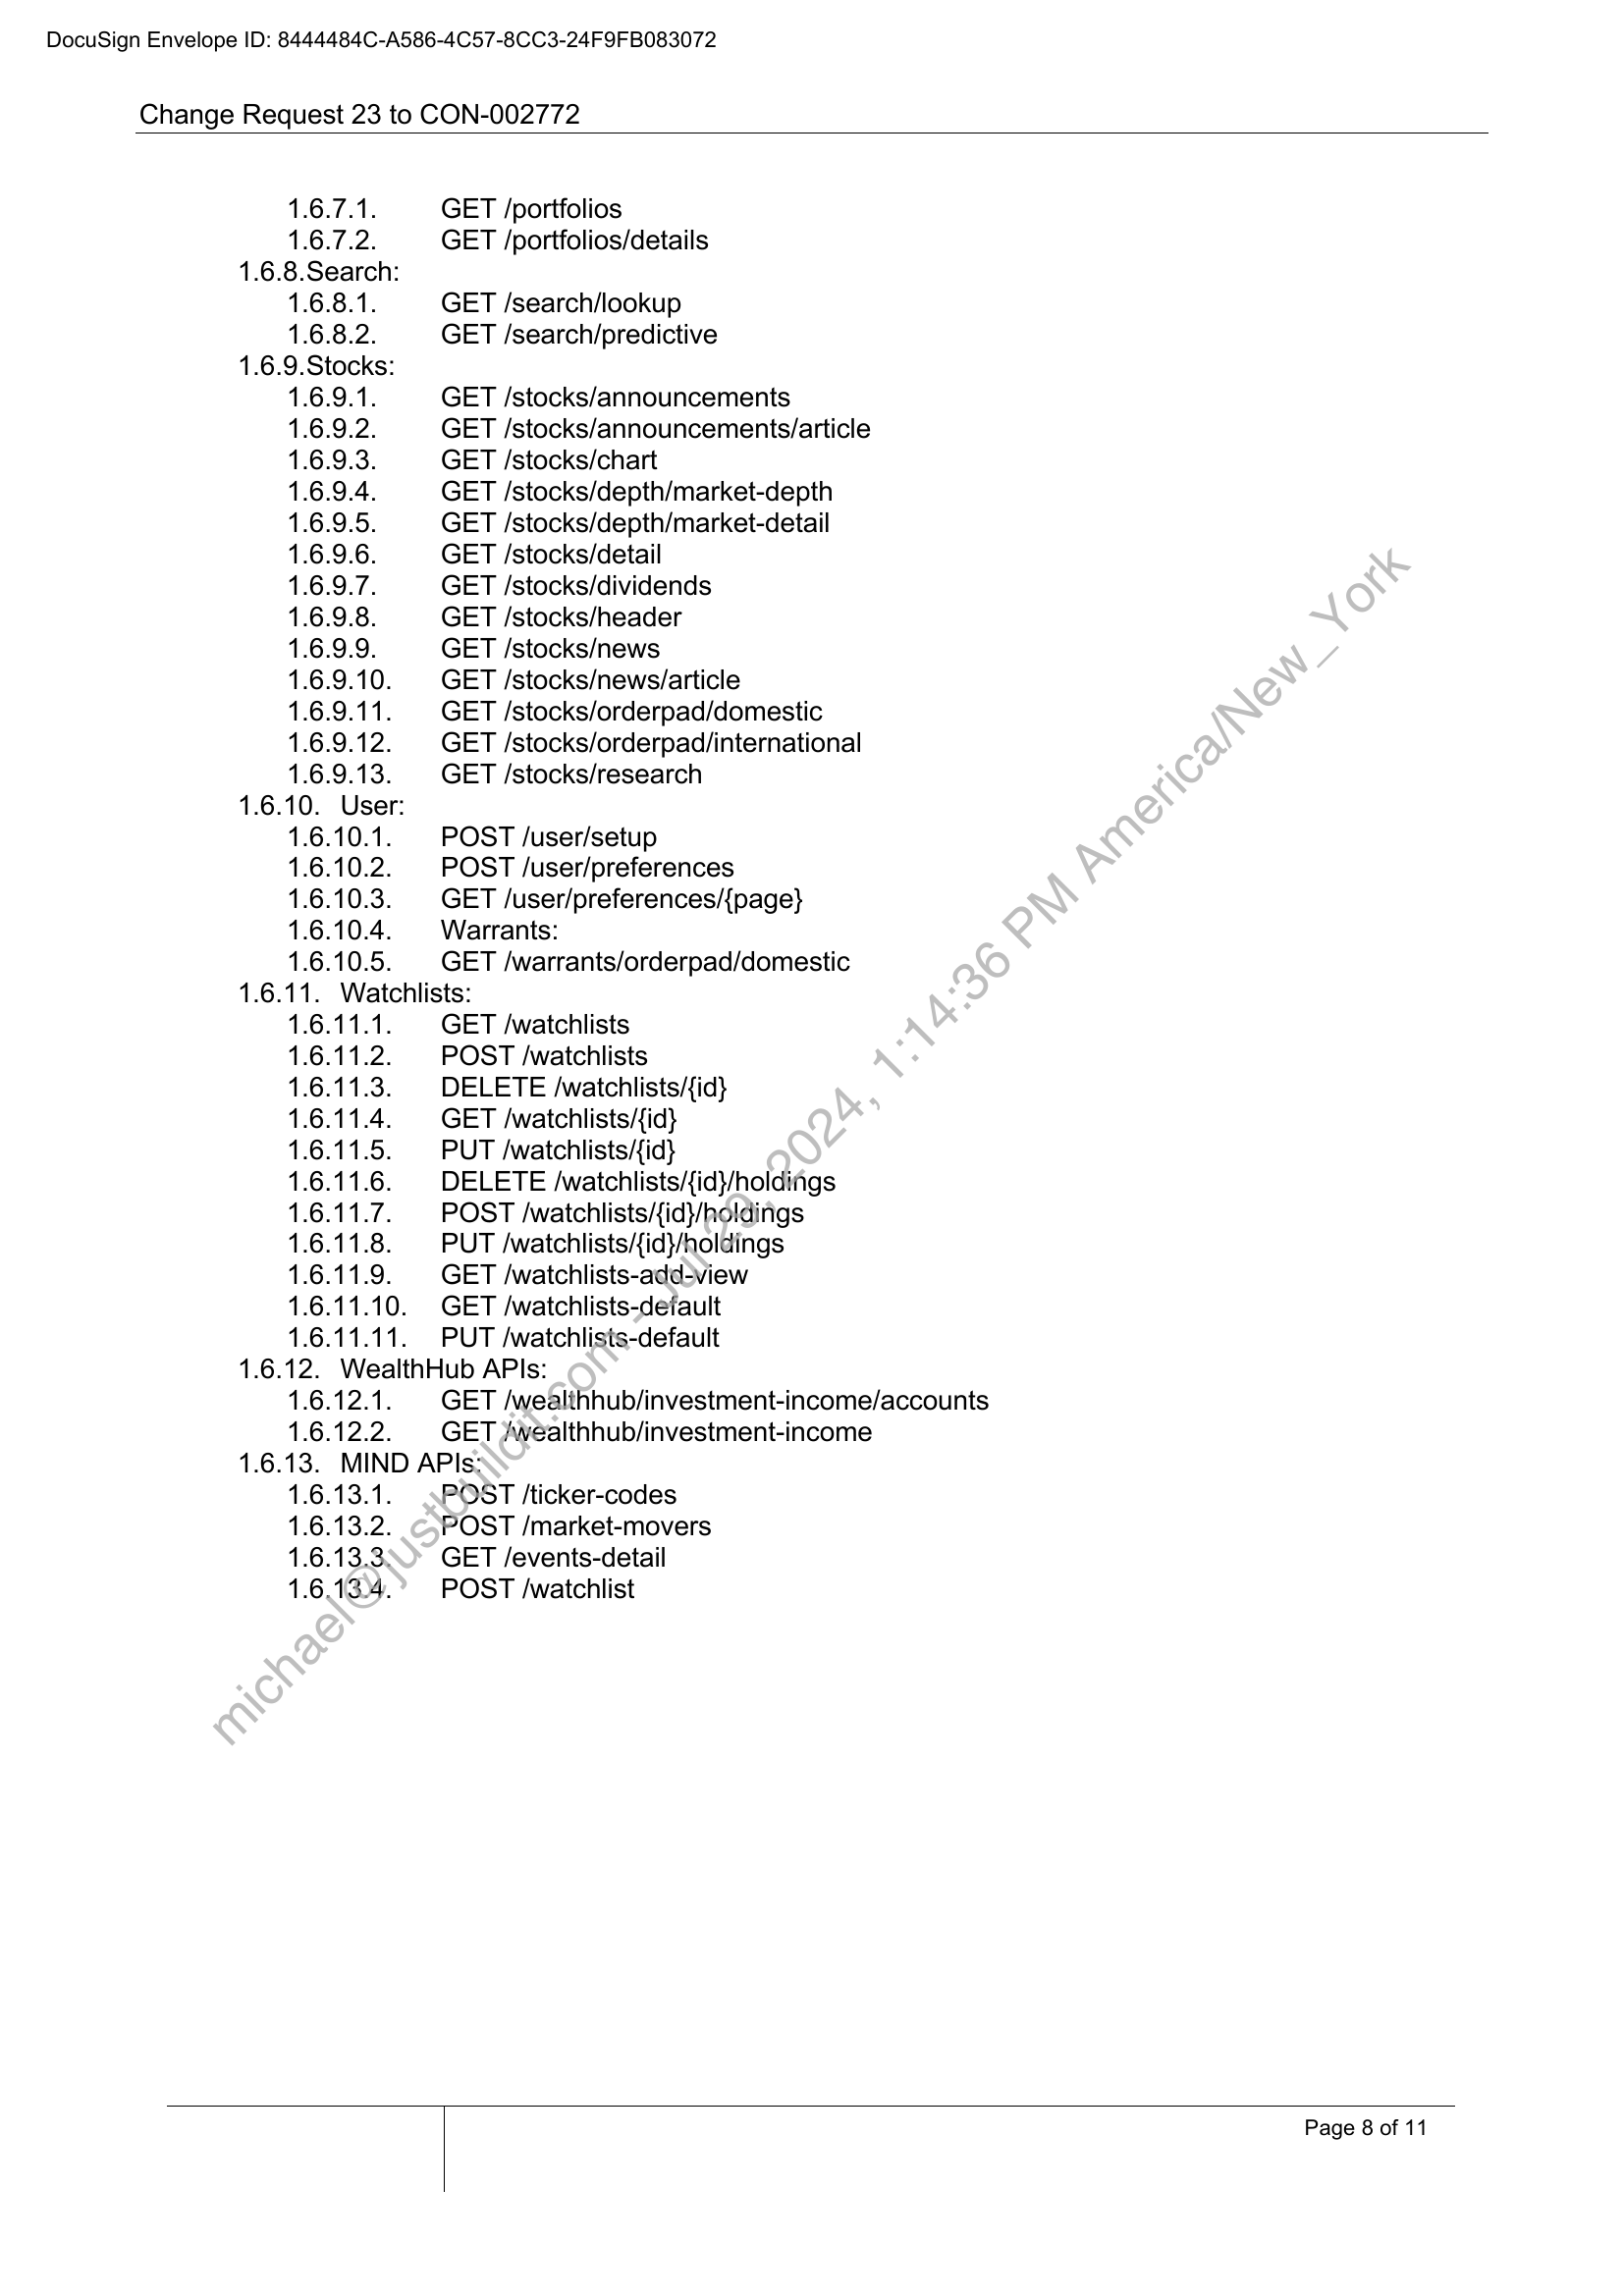 DocuSign Envelope ID: 8444484C-A586-4C57-8CC3-24F9FB083072
Change Request 23 to CON-002772
1.6.7.1. GET /portfolios
1.6.7.2. GET /portfolios/details
1.6.8.Search:
1.6.8.1. GET /search/lookup
1.6.8.2. GET /search/predictive
1.6.9.Stocks:
1.6.9.1. GET /stocks/announcements
1.6.9.2. GET /stocks/announcements/article
1.6.9.3. GET /stocks/chart
1.6.9.4. GET /stocks/depth/market-depth
1.6.9.5. GET /stocks/depth/market-detail
1.6.9.6. GET /stocks/detail
1.6.9.7. GET /stocks/dividends
1.6.9.8. GET /stocks/header
1.6.9.9. GET /stocks/news
1.6.9.10. GET /stocks/news/article
1.6.9.11. GET /stocks/orderpad/domestic
1.6.9.12. GET /stocks/orderpad/international
1.6.9.13. GET /stocks/research
1.6.10. User:
1.6.10.1. POST /user/setup
1.6.10.2. POST /user/preferences
1.6.10.3. GET /user/preferences/{page}
1.6.10.4. Warrants:
1.6.10.5. GET /warrants/orderpad/domestic
1.6.11. Watchlists:
1.6.11.1. GET /watchlists
1.6.11.2. POST /watchlists
1.6.11.3. DELETE /watchlists/{id}
1.6.11.4. GET /watchlists/{id}
1.6.11.5. PUT /watchlists/{id}
1.6.11.6. DELETE /watchlists/{id}/holdings
1.6.11.7. POST /watchlists/{id}/holdings
1.6.11.8. PUT /watchlists/{id}/holdings
1.6.11.9. GET /watchlists-add-view
1.6.11.10. GET /watchlists-default
1.6.11.11. PUT /watchlists-default
1.6.12. WealthHub APIs:
1.6.12.1. GET /wealthhub/investment-income/accounts
1.6.12.2. GET /wealthhub/investment-income
1.6.13. MIND APIs:
1.6.13.1. POST /ticker-codes
1.6.13.2. POST /market-movers
1.6.13.3. GET /events-detail
1.6.13.4. POST /watchlist
michael@justbuildit.com - Jul 29, 2024, 1:14:36 PM America/New_York
Page 8 of 11